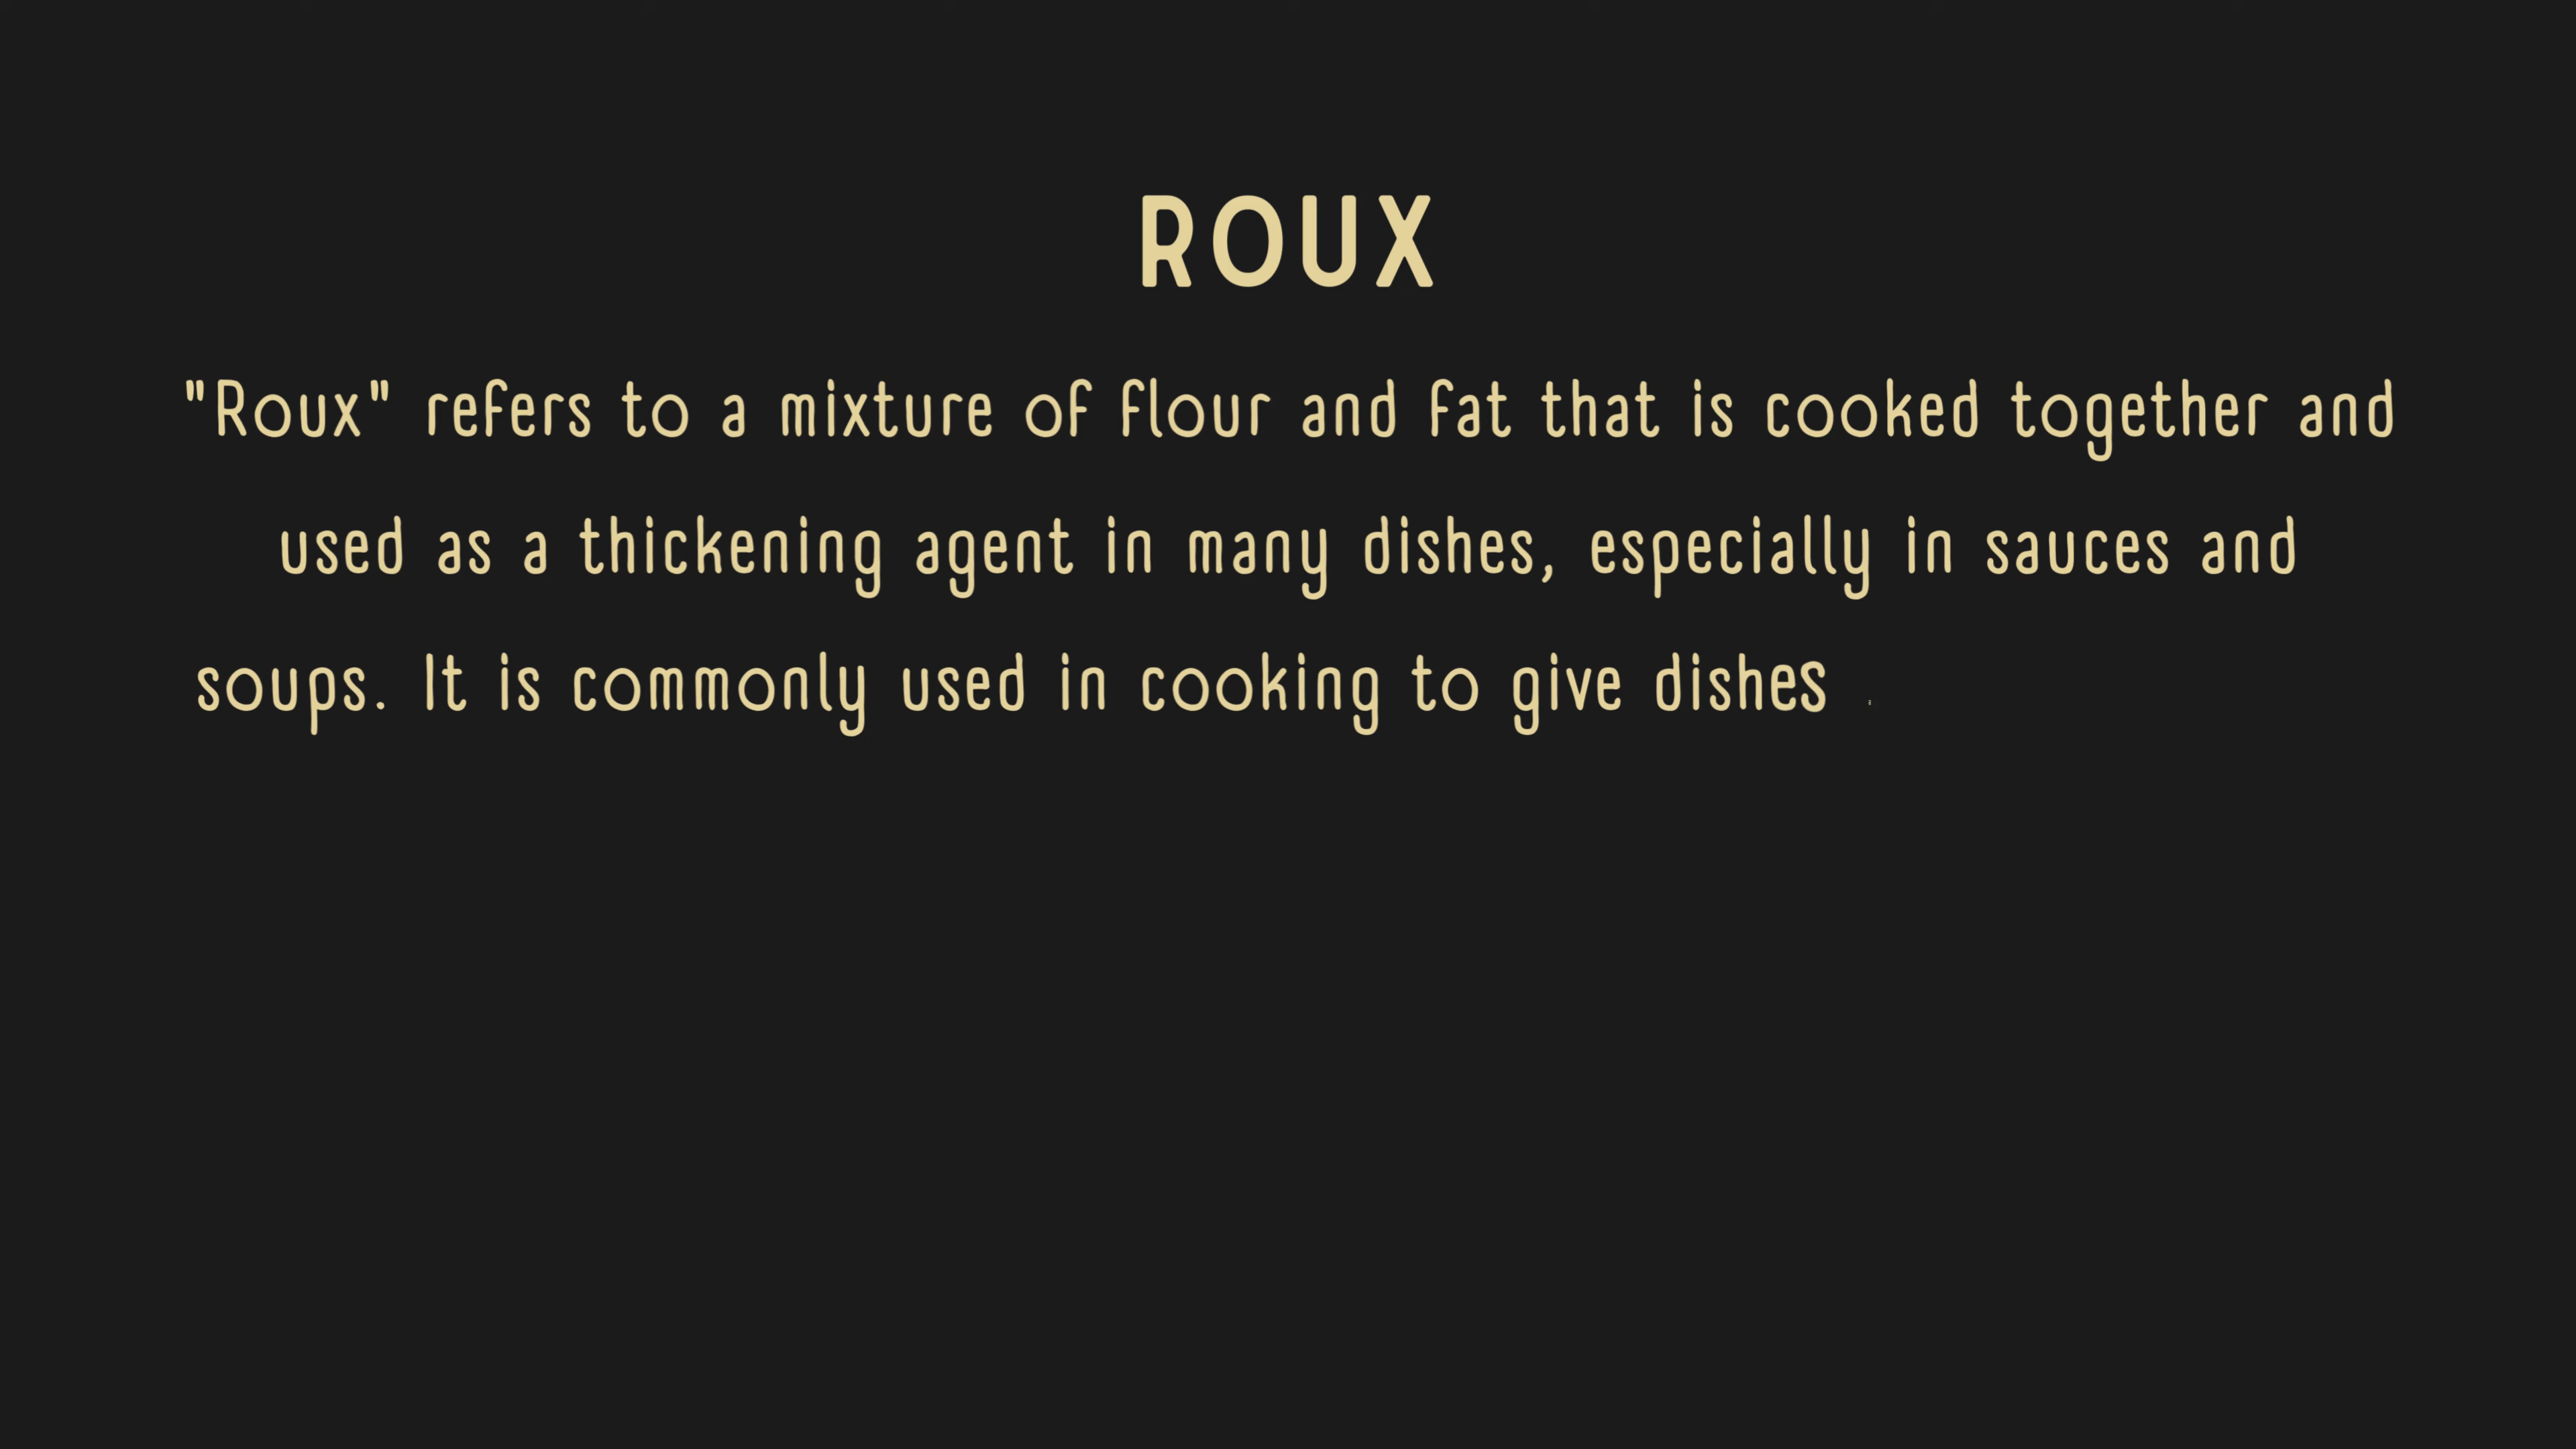 ROUX
"Roux" refers to a mixture of flour and fat that is cooked together and
used as a thickening agent in many dishes, especially in sauces and
soups. It is commonly used in cooking to give dishes